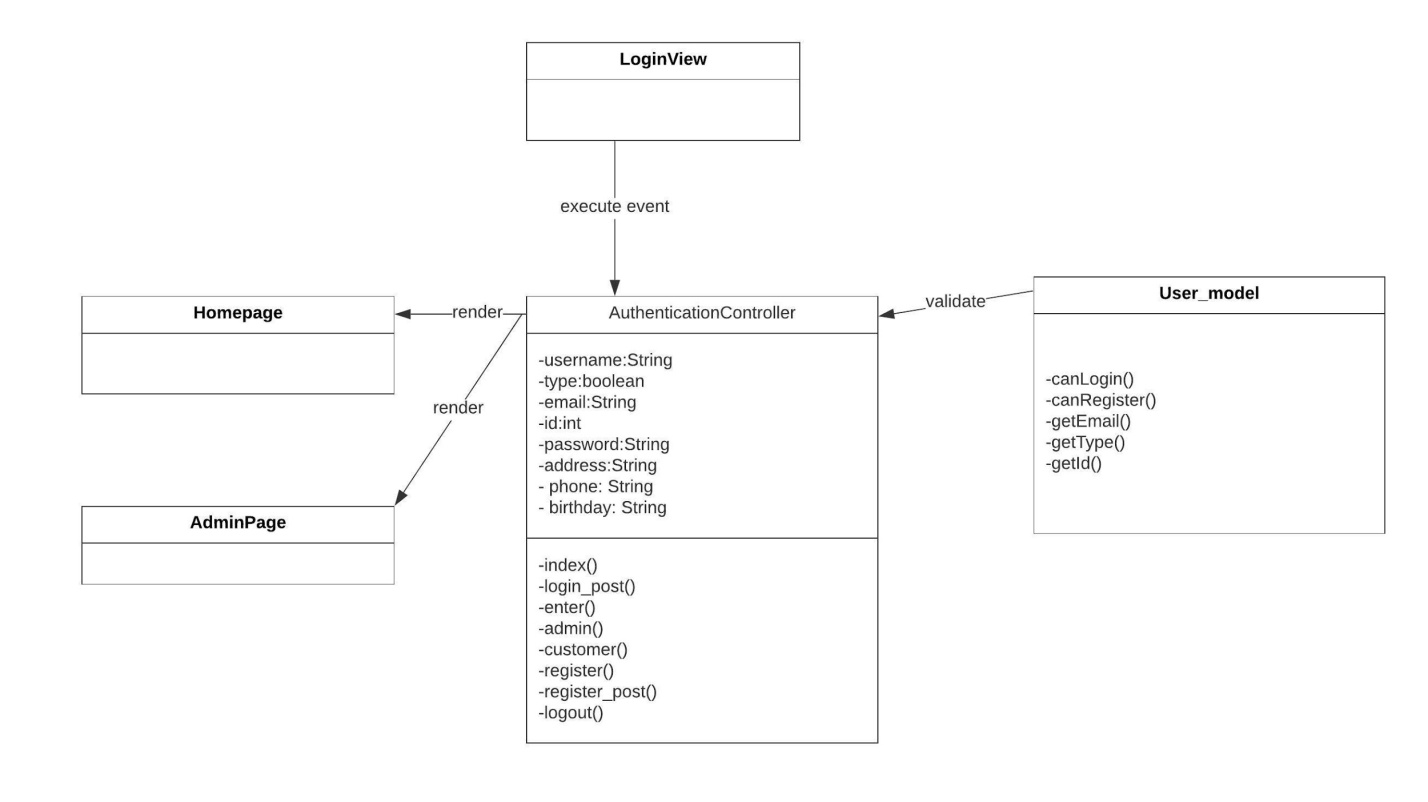 LoginView
execute event
Homepage
render
AuthenticationController
validate
User_model
-username:String
-type:boolean
-email:String
-id:int
-password:String
-address:String
- phone: String
- birthday: String
-canLogin()
-canRegister()
-getEmail()
-getType()
-getId()
render
AdminPage
-index()
-login_post()
-enter()
-admin()
-customer()
-register()
-register_post()
-logout()